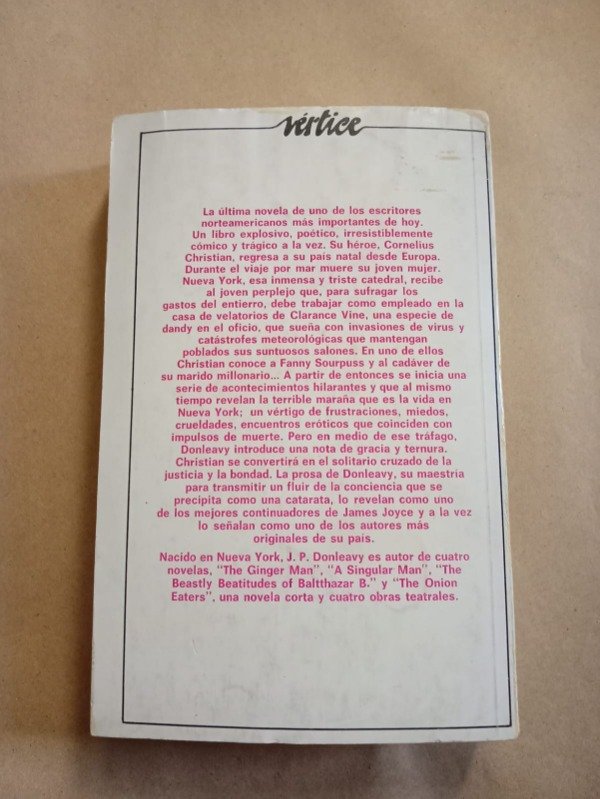 vértice
La última novela de uno de los escritores
norteamericanos más importantes de hoy.
Un libro explosivo, poético, irresistiblemente
cómico y trágico a la vez. Su héroe, Cornelius
Christian, regresa a su país natal desde Europa.
Durante el viaje por mar muere su joven mujer.
Nueva York, esa inmensa y triste catedral, recibe
al joven perplejo que, para sufragar los
gastos del entierro, debe trabajar como empleado en la
casa de velatorios de Clarance Vine, una especie de
dandy en el oficio, que sueña con invasiones de virus y
catástrofes meteorológicas que mantengan
poblados sus suntuosos salones. En uno de ellos
Christian conoce a Fanny Sourpuss y al cadáver de
su marido millonario... A partir de entonces se inicia una
serie de acontecimientos hilarantes y que al mismo
tiempo revelan la terrible maraña que es la vida en
Nueva York; un vértigo de frustraciones, miedos,
crueldades, encuentros eróticos que coinciden con
impulsos de muerte. Pero en medio de ese tráfago,
Donleavy introduce una nota de gracia y ternura.
Christian se convertirá en el solitario cruzado de la
justicia y la bondad. La prosa de Donleavy, su maestria
para transmitir un fluir de la conciencia que se
precipita como una catarata, lo revelan como uno
de los mejores continuadores de James Joyce y a la vez
lo señalan como uno de los autores más
originales de su país.
Nacido en Nueva York, J. P. Donleavy es autor de cuatro
novelas, "The Ginger Man", "A Singular Man", "The
Beastly Beatitudes of Baltthazar B." y "The Onion
Eaters", una novela corta y cuatro obras teatrales.